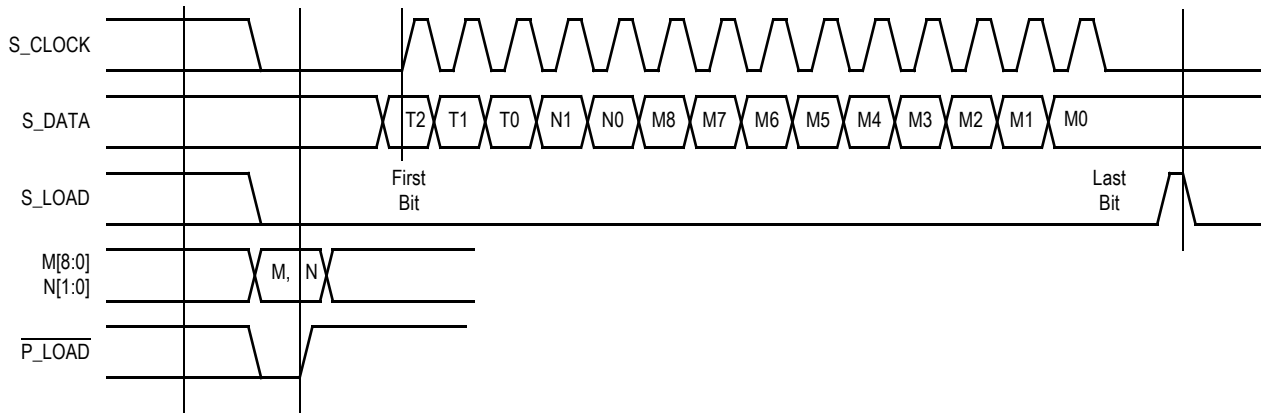 S_CLOCK
S_DATA
T2 T1 T0 N1 N0 M8 M7 M6 M5 M4 M3 M2 M1 M0
First
Bit
Last
Bit
S_LOAD
M[8:0]
N[1:0]
M, N
P_LOAD